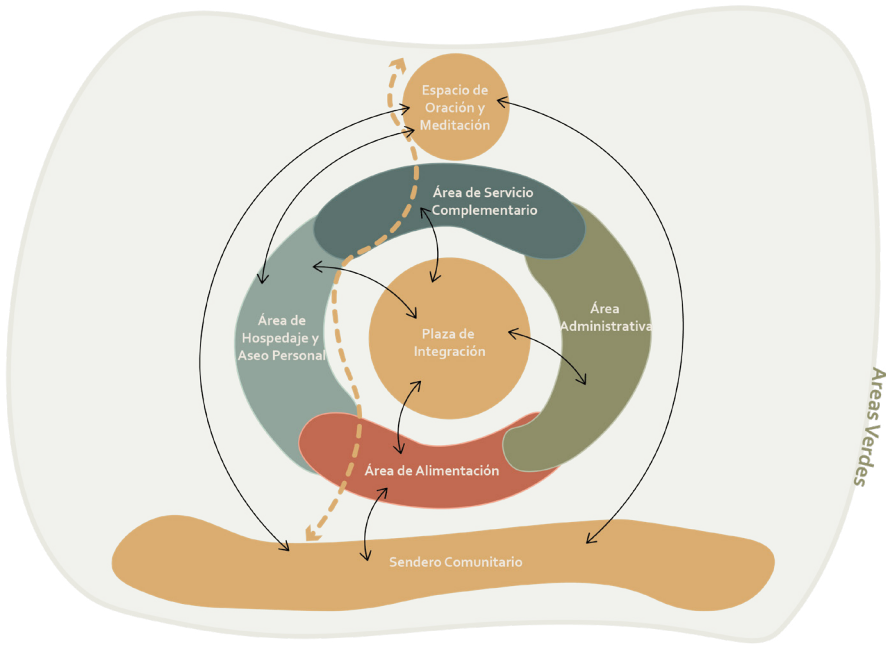 Espacio de
Oración y
Meditación
Área de Servicio
Complementario
Área de
Hospedaje y
Aseo Personal
Plaza de
Integración
Área
Administrativa
Área de Alimentación
Sendero Comunitario
Areas Verdes